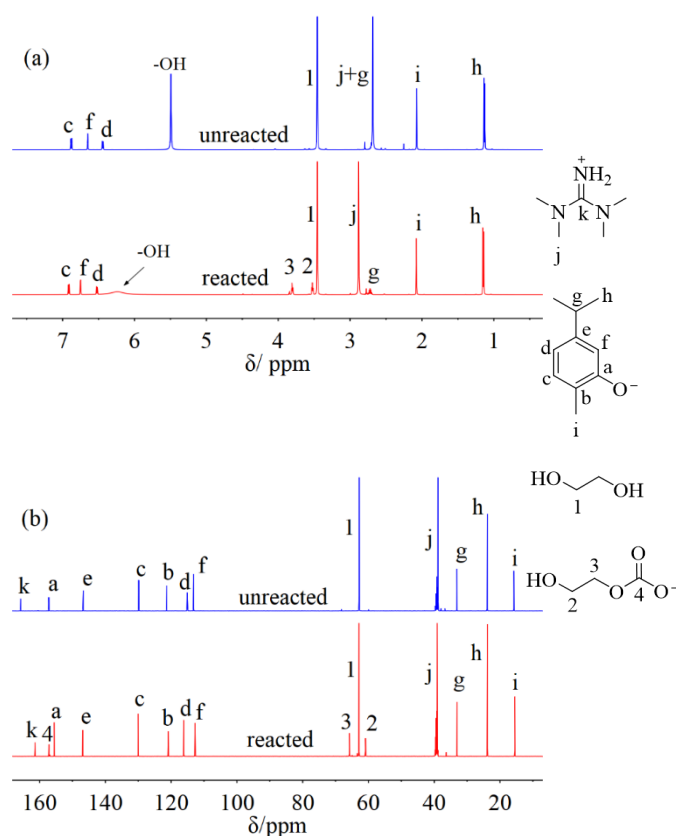 (a)
-OH
l
j+g
i
h
c
f
d
unreacted
l
j
i
h
-OH
c
f
d
reacted
3
2
g
7
6
5
4
3
2
1
δ/ ppm
+
NH₂
N
k
N
j
g
h
e
d
f
c
a
b
O⁻
i
HO
OH
1
HO
3
O
2
O
4
O⁻
(b)
l
j
h
g
i
k
a
e
c
b
d
f
unreacted
l
j
h
g
i
k
4
a
e
c
b
d
f
3
2
reacted
160
140
120
100
80
60
40
20
δ/ppm